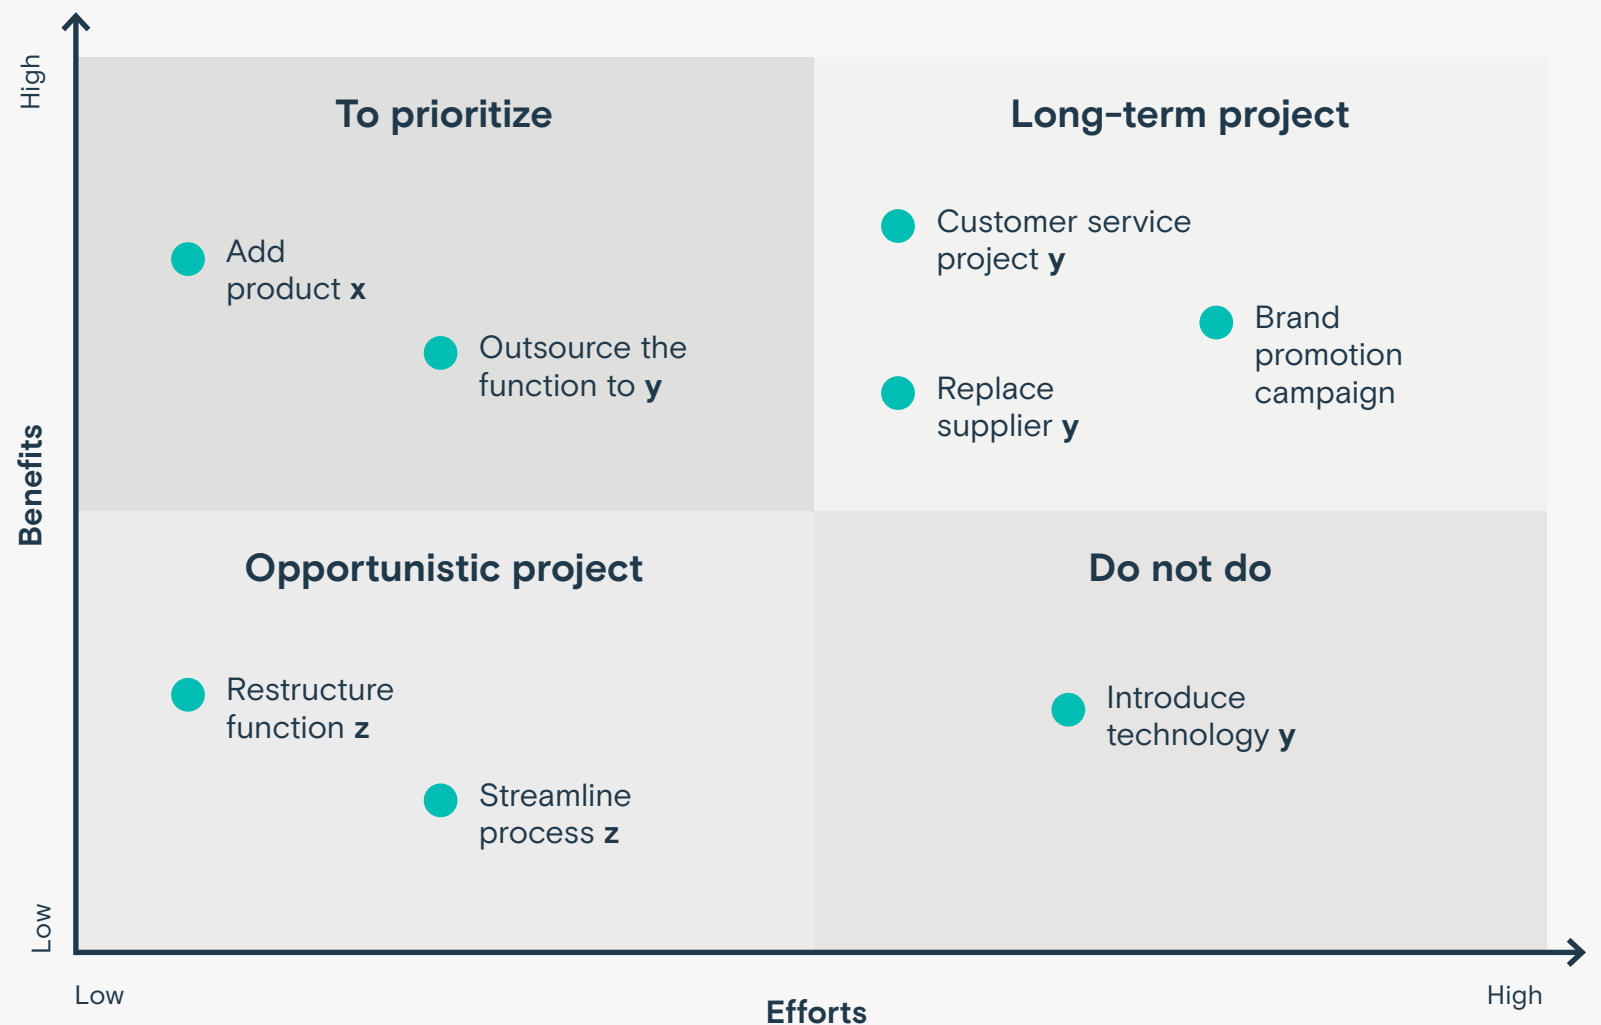 High
To prioritize
Long-term project
Add
product x
Outsource the
function to y
Customer service
project y
Brand
promotion
campaign
Replace
supplier y
Benefits
Opportunistic project
Do not do
Restructure
function z
Streamline
process z
Introduce
technology y
Low
Low
Efforts
High